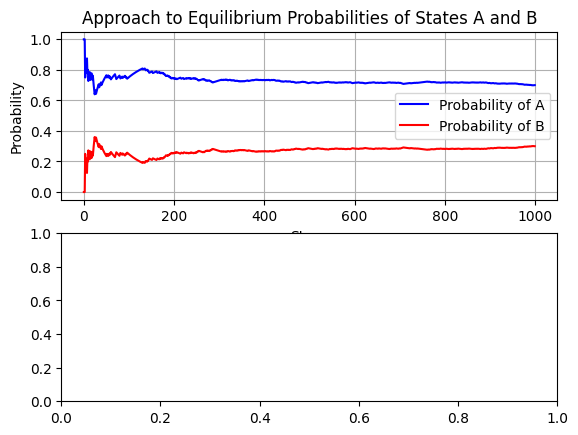 Approach to Equilibrium Probabilities of States A and B
1.0
0.8
0.6
0.4
0.2
0.0
Probability
Probability of A
Probability of B
0 200 400 600 800 1000
1.0
0.8
0.6
0.4
0.2
0.0
0.0 0.2 0.4 0.6 0.8 1.0